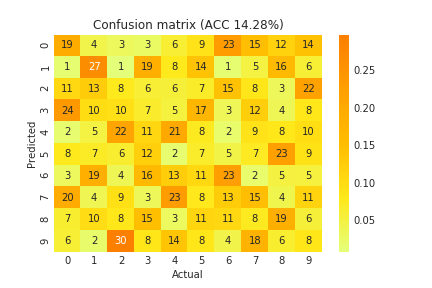 Confusion matrix (ACC 14.28%)
0 19 4 3 3 6 9 23 15 12 14
1 1 27 1 19 8 14 1 5 16 6
2 11 13 8 6 6 7 15 8 3 22
3 24 10 10 7 5 17 3 12 4 8
4 2 5 22 11 21 8 2 9 8 10
5 8 7 6 12 2 7 5 7 23 9
6 3 19 4 16 13 11 23 2 5 5
7 20 4 9 3 23 8 13 15 4 11
8 7 10 8 15 3 11 11 8 19 6
9 6 2 30 8 14 8 4 18 6 8
0 1 2 3 4 5 6 7 8 9
Predicted
Actual
0.25
0.20
0.15
0.10
0.05